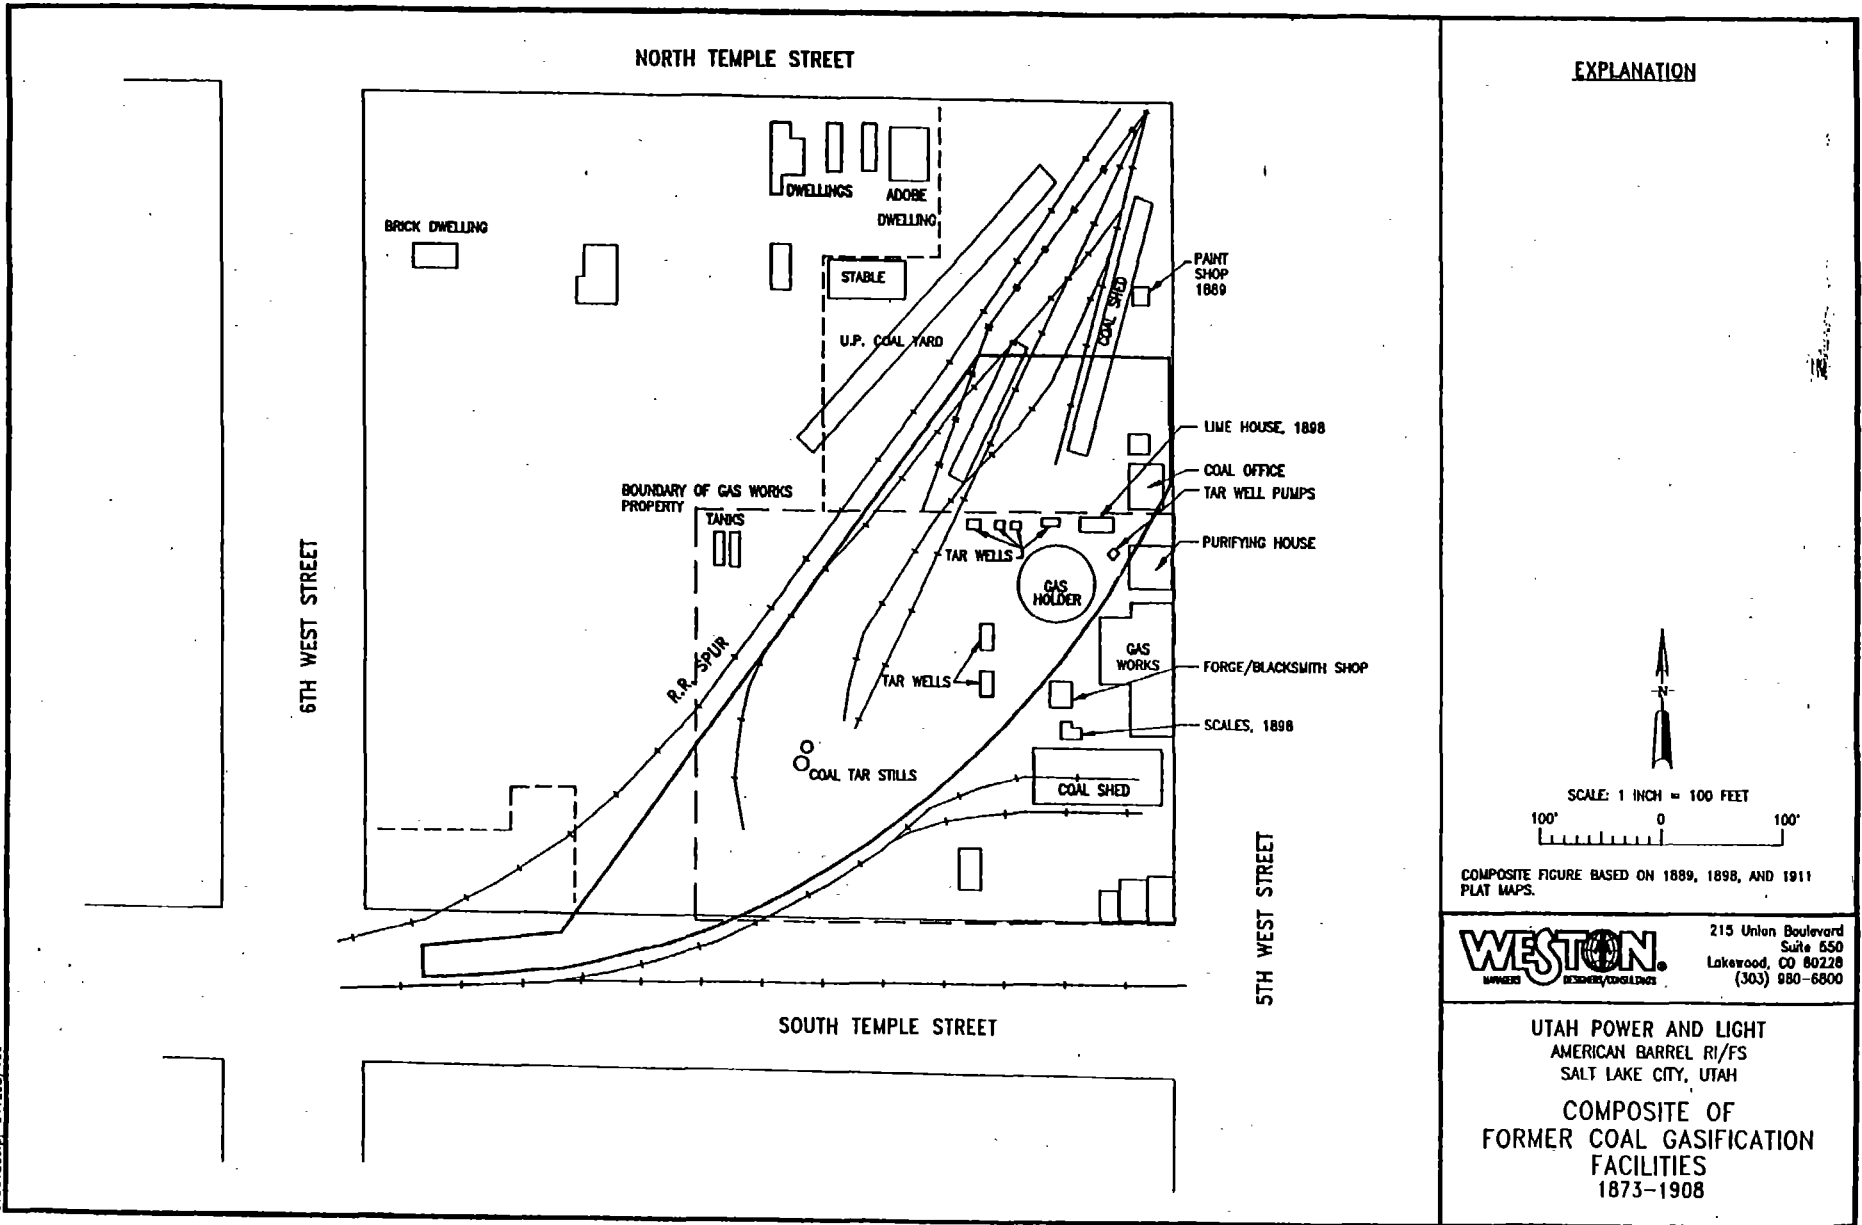 NORTH TEMPLE STREET
DWELLINGS
ADOBE
DWELLING
BRICK DWELLING
STABLE
U.P. COAL YARD
COAL SHED
PAINT
SHOP
1889
LIME HOUSE, 1898
COAL OFFICE
TAR WELL PUMPS
BOUNDARY OF GAS WORKS
PROPERTY
TANKS
TAR WELLS
PURIFYING HOUSE
GAS
HOLDER
6TH WEST STREET
R.R. SPUR
GAS
WORKS
FORGE/BLACKSMITH SHOP
TAR WELLS
SCALES, 1898
COAL TAR STILLS
COAL SHED
5TH WEST STREET
SOUTH TEMPLE STREET
EXPLANATION
N
SCALE: 1 INCH = 100 FEET
100' 0 100'
COMPOSITE FIGURE BASED ON 1889, 1898, AND 1911
PLAT MAPS.
WESTON.
MANAGERS DESIGNERS/CONSULTANTS
215 Union Boulevard
Suite 550
Lakewood, CO 80228
(303) 980-6800
UTAH POWER AND LIGHT
AMERICAN BARREL RI/FS
SALT LAKE CITY, UTAH
COMPOSITE OF
FORMER COAL GASIFICATION
FACILITIES
1873-1908